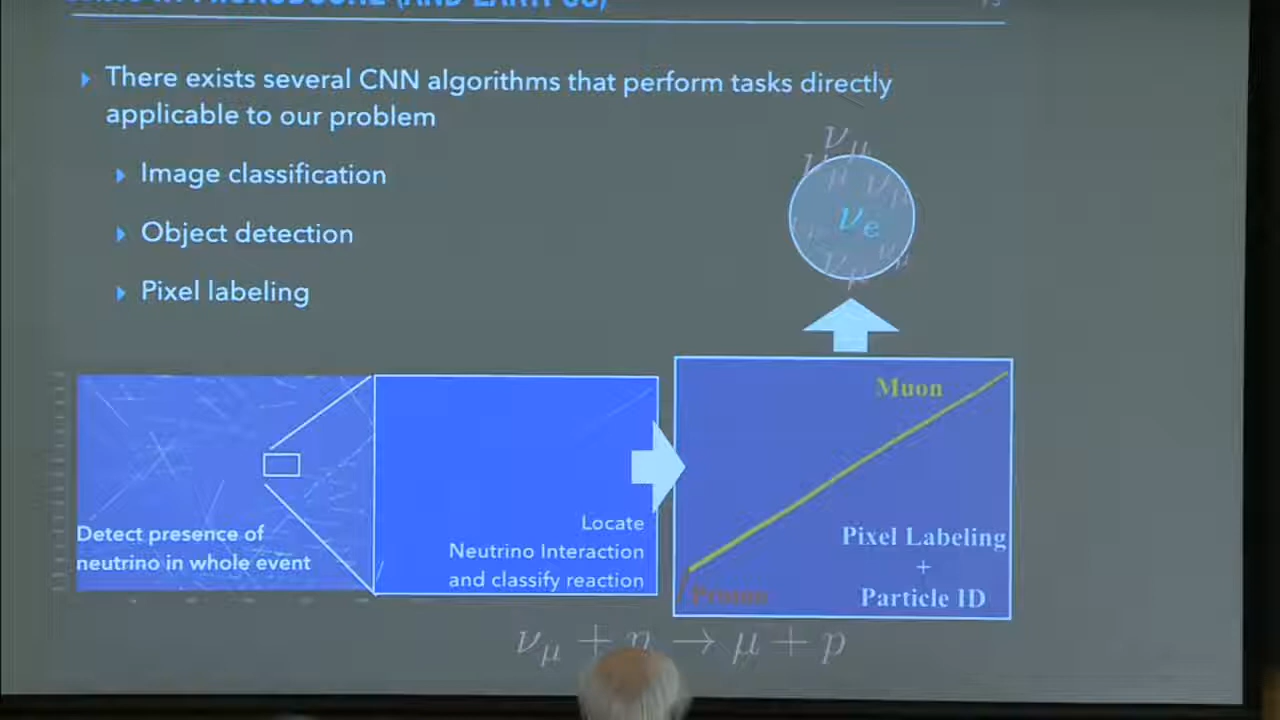 There exists several CNN algorithms that perform tasks directly
applicable to our problem
Image classification
Object detection
Pixel labeling
νe
Detect presence of
neutrino in whole event
Locate
Neutrino Interaction
and classify reaction
Muon
Proton
Pixel Labeling
+
Particle ID
νμ + n → μ + p